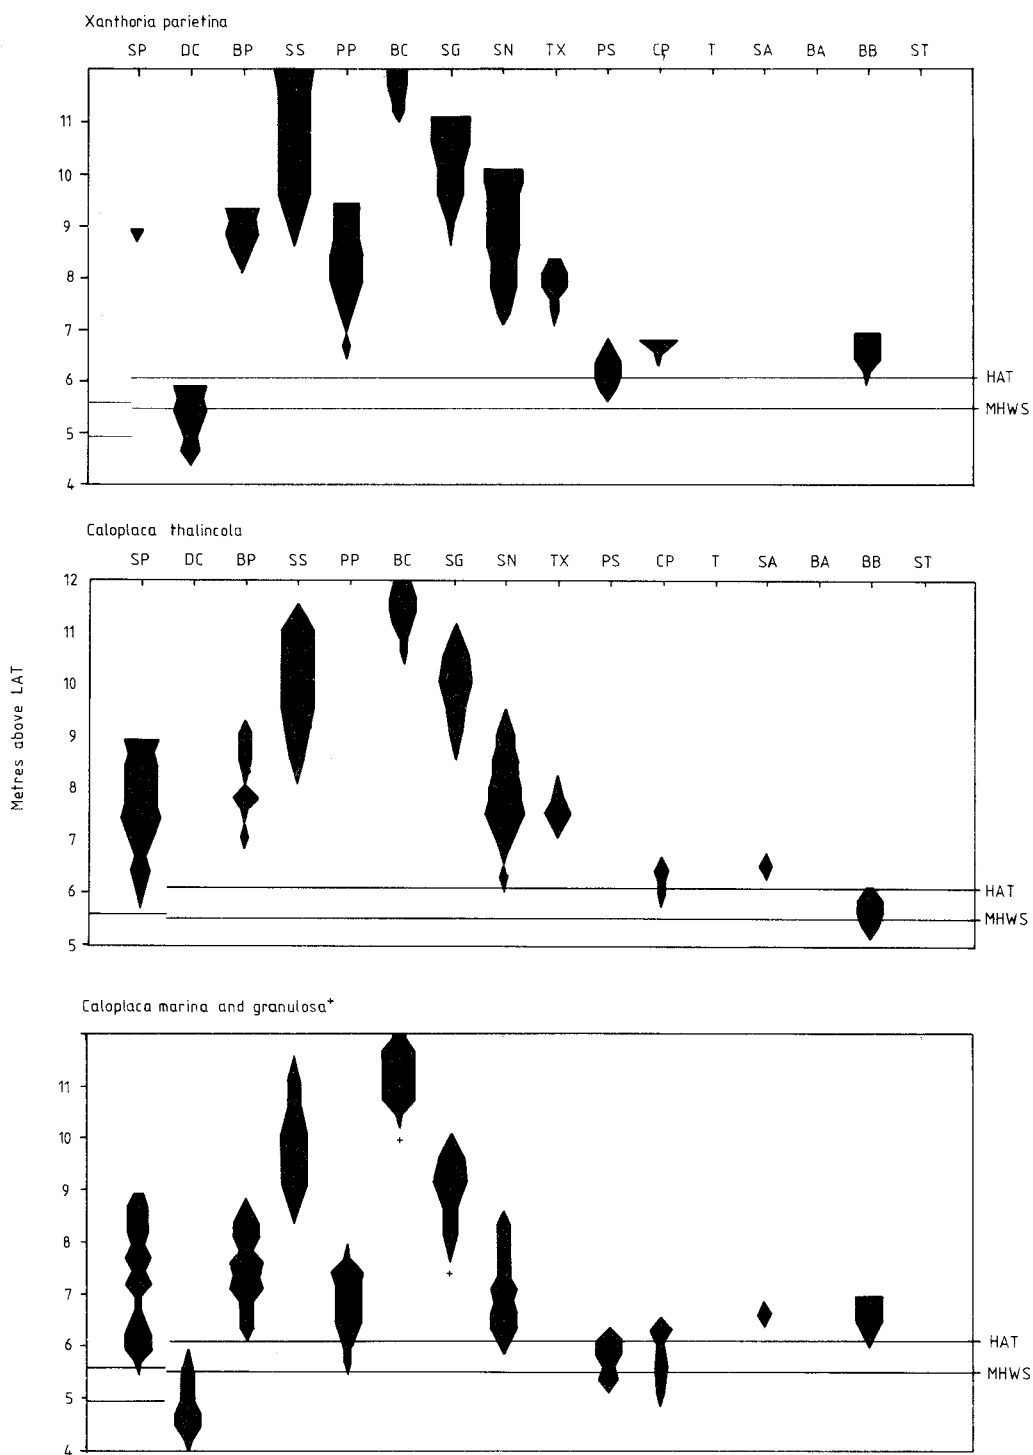 Xanthoria parietina
SP DC BP SS PP BC SG SN TX PS CP T SA BA BB ST
11
10
9
8
7
6
5
4
HAT
MHWS
Caloplaca thalincola
SP DC BP SS PP BC SG SN TX PS CP T SA BA BB ST
12
11
10
9
8
7
6
5
HAT
MHWS
Metres above LAT
Caloplaca marina and granulosa+
11
10
9
8
7
6
5
4
HAT
MHWS